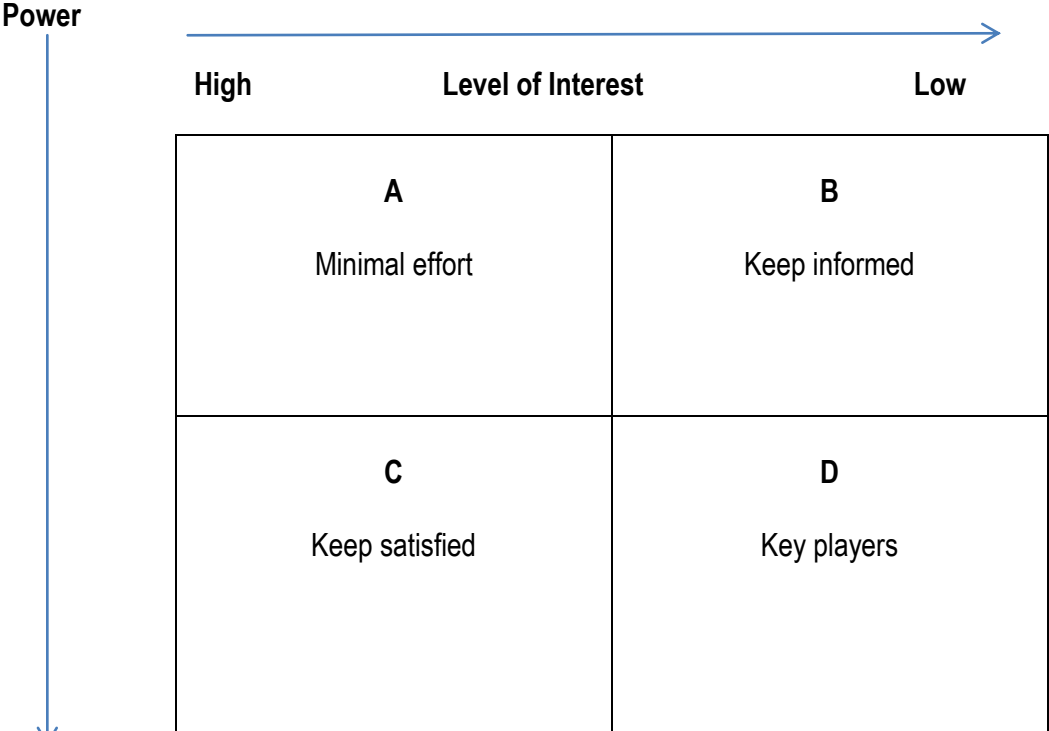 Power
High Level of Interest Low
A B
Minimal effort Keep informed
C D
Keep satisfied Key players